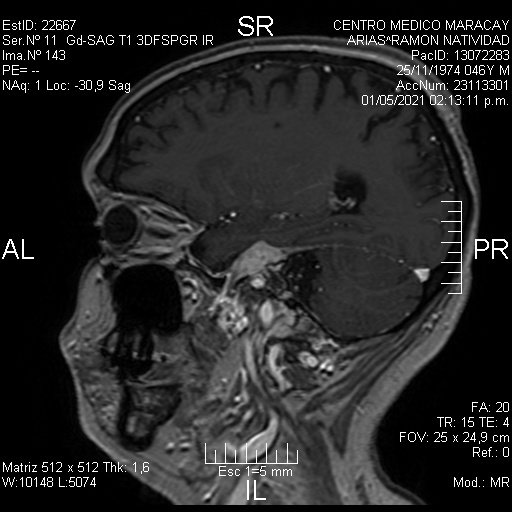 EstID: 22667
Ser.Nº 11 Gd-SAG T1 3DFSPGR IR
Ima.Nº 143
PE= --
NAq: 1 Loc: -30,9 Sag
SR
CENTRO MEDICO MARACAY
ARIAS^RAMON NATIVIDAD
PacID: 13072283
25/11/1974 046Y M
AccNum: 23113301
01/05/2021 02:13:11 p.m.
AL
PR
Matriz 512 x 512 Thk: 1,6
W:10148 L:5074
Esc 1=5 mm
IL
FA: 20
TR: 15 TE: 4
FOV: 25 x 24,9 cm
Ref.: 0
Mod.: MR